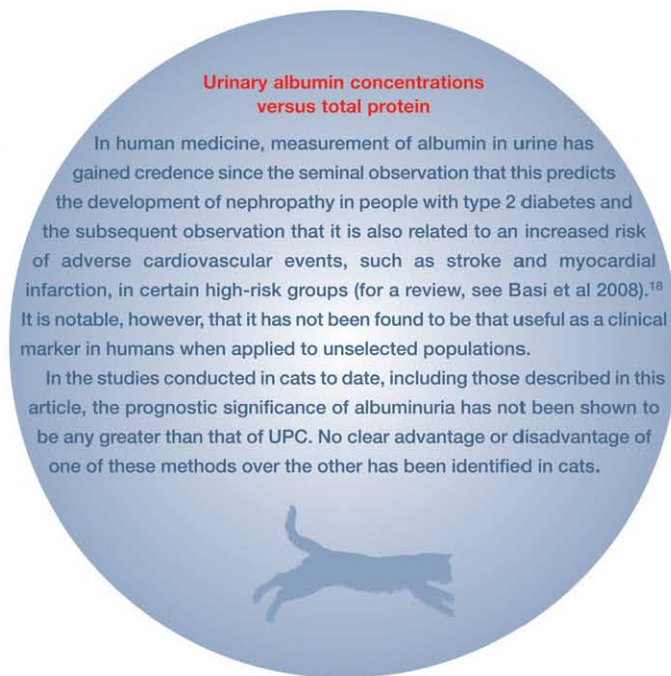 Urinary albumin concentrations
versus total protein
In human medicine, measurement of albumin in urine has
gained credence since the seminal observation that this predicts
the development of nephropathy in people with type 2 diabetes and
the subsequent observation that it is also related to an increased risk
of adverse cardiovascular events, such as stroke and myocardial
infarction, in certain high-risk groups (for a review, see Basi et al 2008).¹⁸
It is notable, however, that it has not been found to be that useful as a clinical
marker in humans when applied to unselected populations.
In the studies conducted in cats to date, including those described in this
article, the prognostic significance of albuminuria has not been shown to
be any greater than that of UPC. No clear advantage or disadvantage of
one of these methods over the other has been identified in cats.